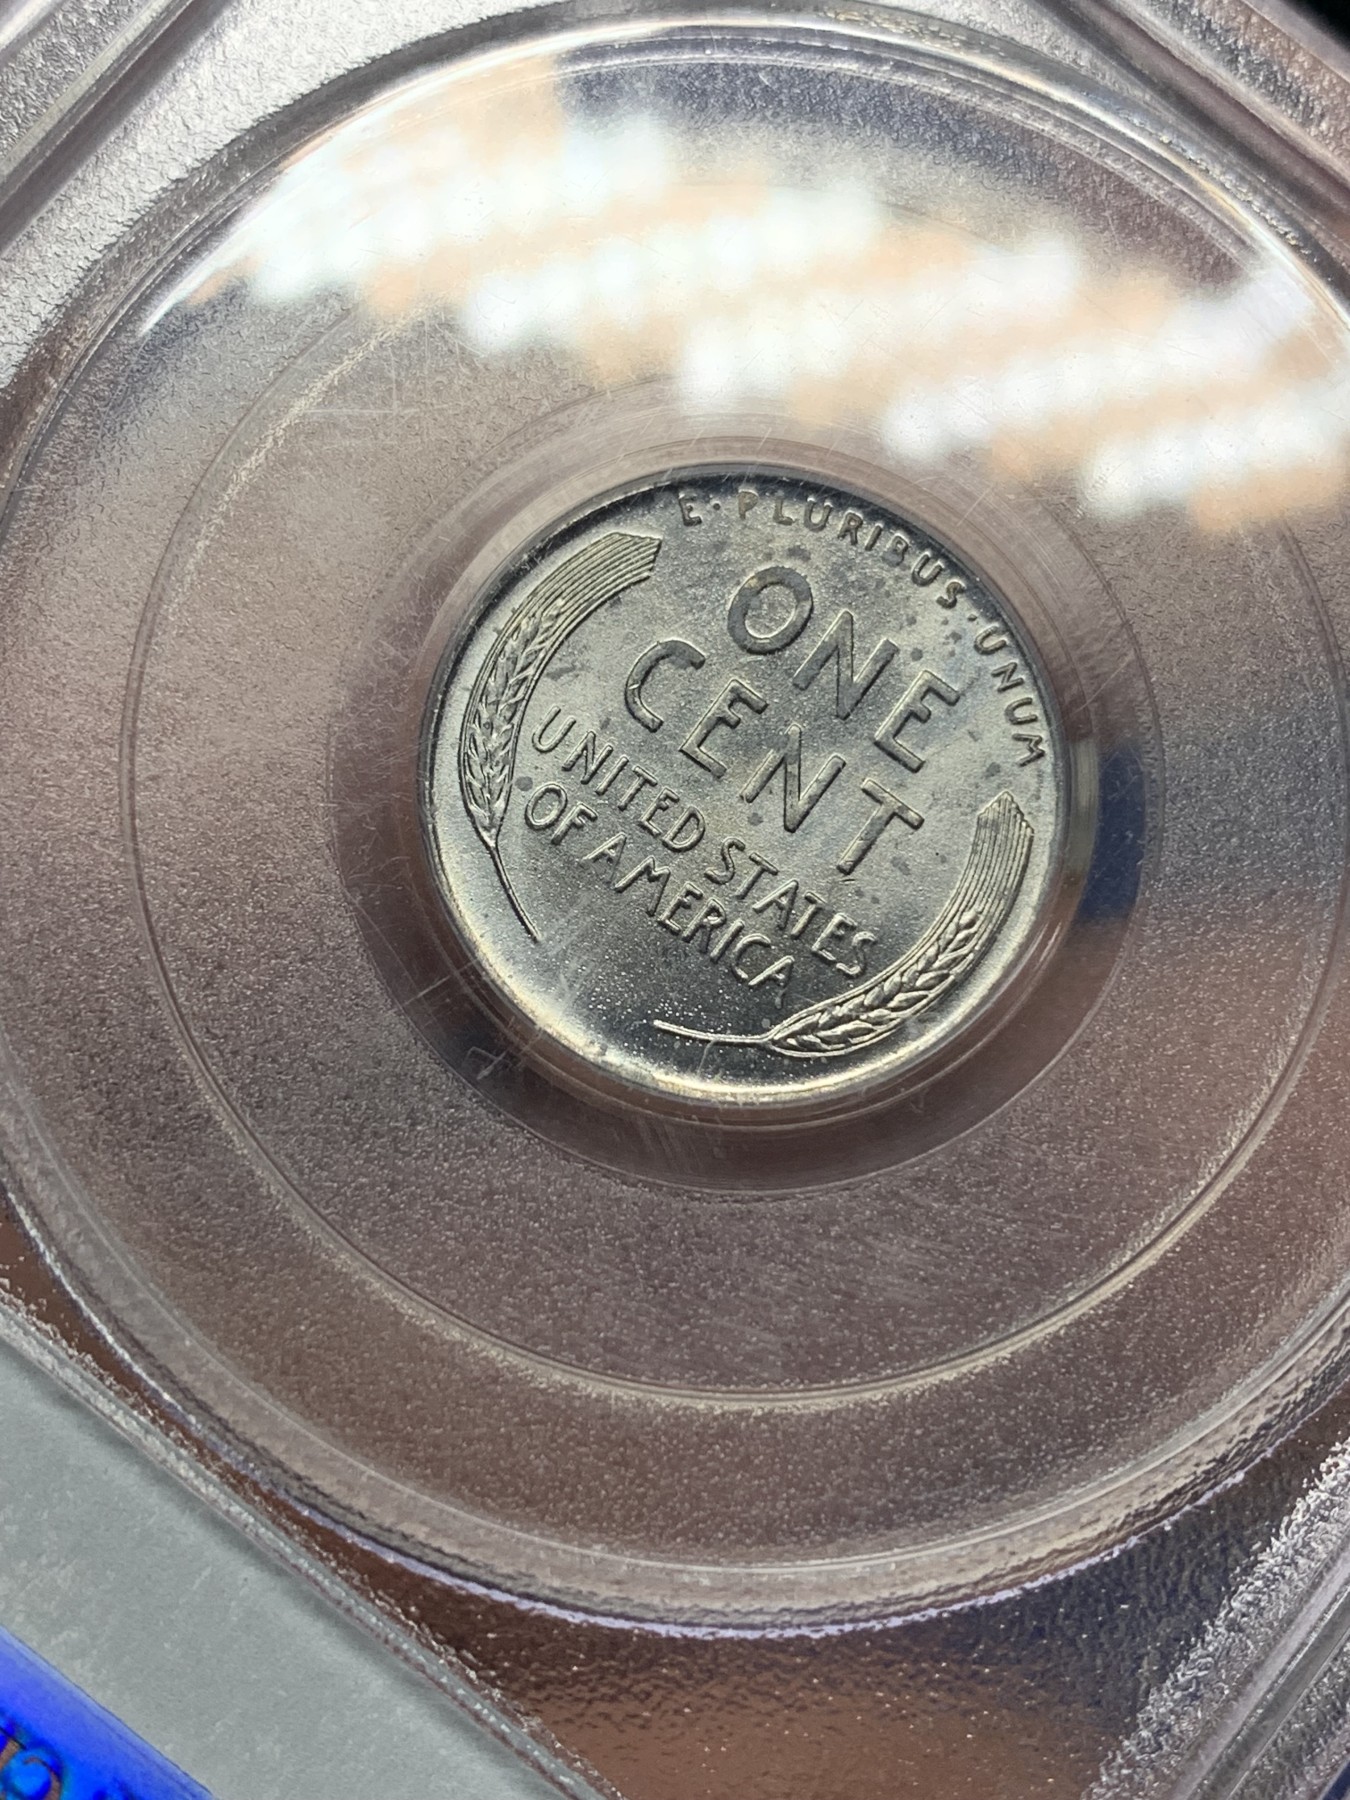 E·PLURIBUS·UNUM
ONE
CENT
UNITED STATES
OF AMERICA